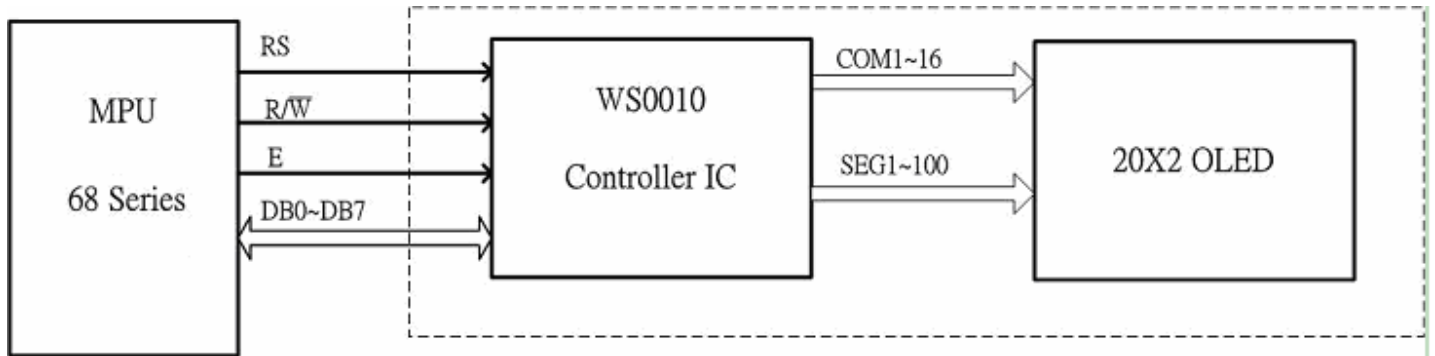 MPU
68 Series
RS
R/W̅
E
DB0~DB7
WS0010
Controller IC
COM1~16
SEG1~100
20X2 OLED